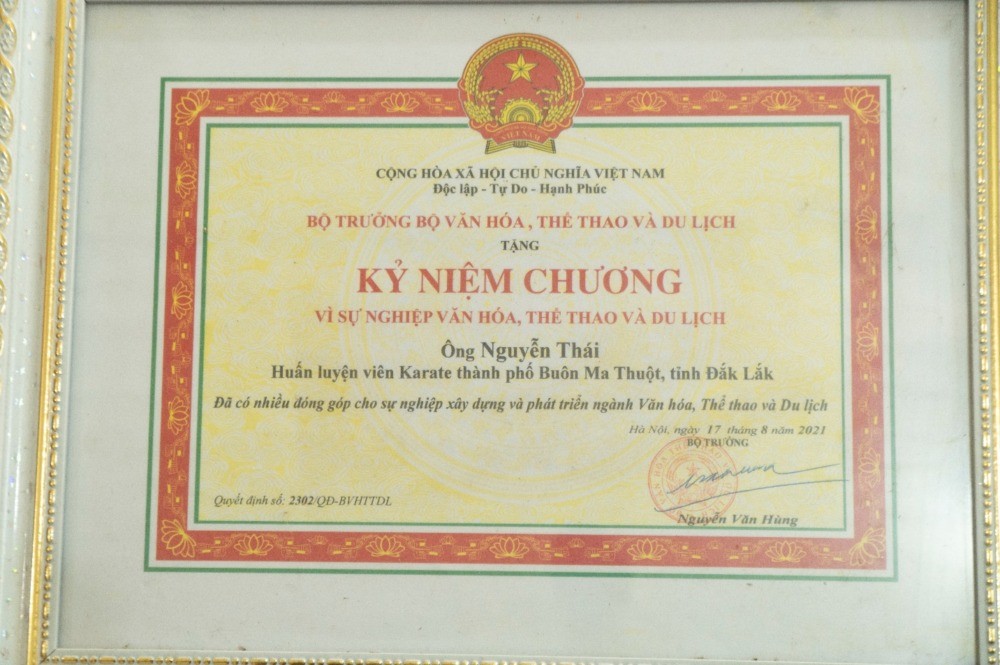 VIỆT NAM
CỘNG HÒA XÃ HỘI CHỦ NGHĨA VIỆT NAM
Độc lập - Tự Do - Hạnh Phúc
BỘ TRƯỞNG BỘ VĂN HÓA, THỂ THAO VÀ DU LỊCH
TẶNG
KỶ NIỆM CHƯƠNG
VÌ SỰ NGHIỆP VĂN HÓA, THỂ THAO VÀ DU LỊCH
Ông Nguyễn Thái
Huấn luyện viên Karate thành phố Buôn Ma Thuột, tỉnh Đắk Lắk
Đã có nhiều đóng góp cho sự nghiệp xây dựng và phát triển ngành Văn hóa, Thể thao và Du lịch
Hà Nội, ngày 17 tháng 8 năm 2021
BỘ TRƯỞNG
Quyết định số: 2302/QĐ-BVHTTDL
Nguyễn Văn Hùng